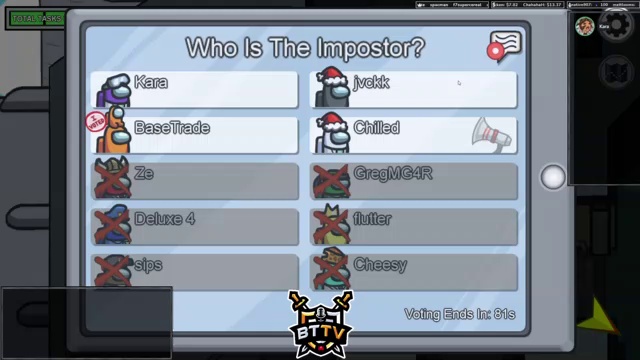 TOTAL TASKS
Who Is The Impostor?
Kara
jvckk
I VOTED
BaseTrade
Chilled
Ze
GregMG4R
Deluxe 4
flutter
sips
Cheesy
Voting Ends In: 81s
BTTV
Kara